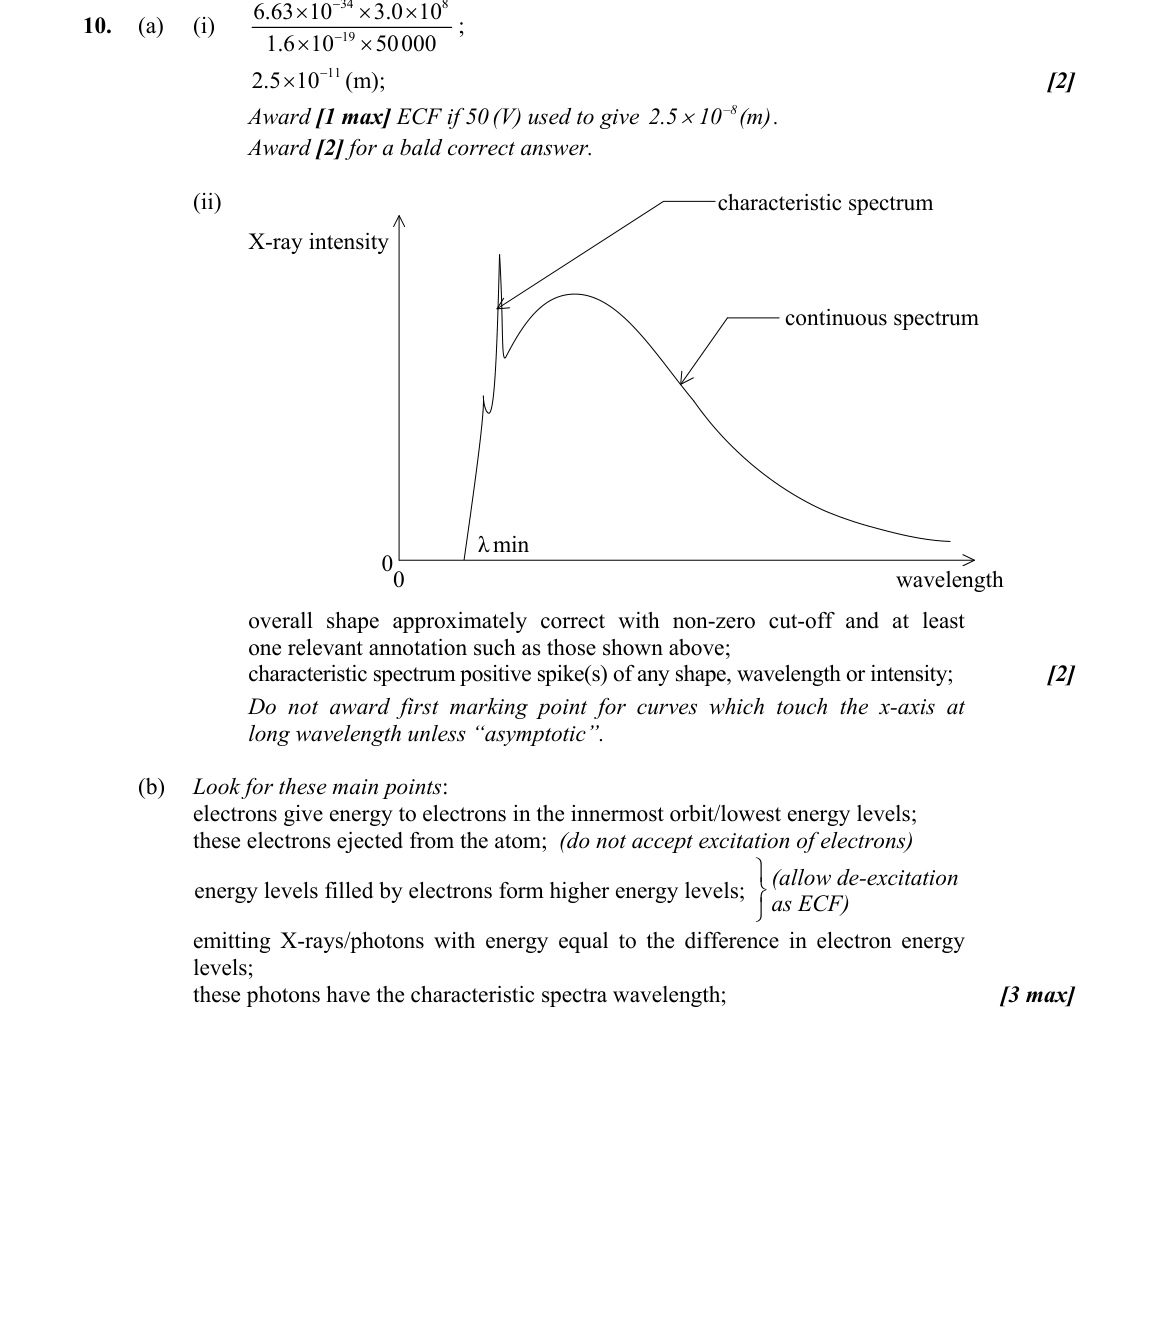 10. (a) (i) 6.63×10⁻³⁴ ×3.0×10⁸
1.6×10⁻¹⁹ ×50000 ;
2.5×10⁻¹¹ (m); [2]
Award [1 max] ECF if 50 (V) used to give 2.5 × 10⁻⁸ (m).
Award [2] for a bald correct answer.
(ii) characteristic spectrum
X-ray intensity
continuous spectrum
λ min
0
0
wavelength
overall shape approximately correct with non-zero cut-off and at least
one relevant annotation such as those shown above;
characteristic spectrum positive spike(s) of any shape, wavelength or intensity; [2]
Do not award first marking point for curves which touch the x-axis at
long wavelength unless “asymptotic”.
(b) Look for these main points:
electrons give energy to electrons in the innermost orbit/lowest energy levels;
these electrons ejected from the atom; (do not accept excitation of electrons)
energy levels filled by electrons form higher energy levels; (allow de-excitation
as ECF)
emitting X-rays/photons with energy equal to the difference in electron energy
levels;
these photons have the characteristic spectra wavelength; [3 max]